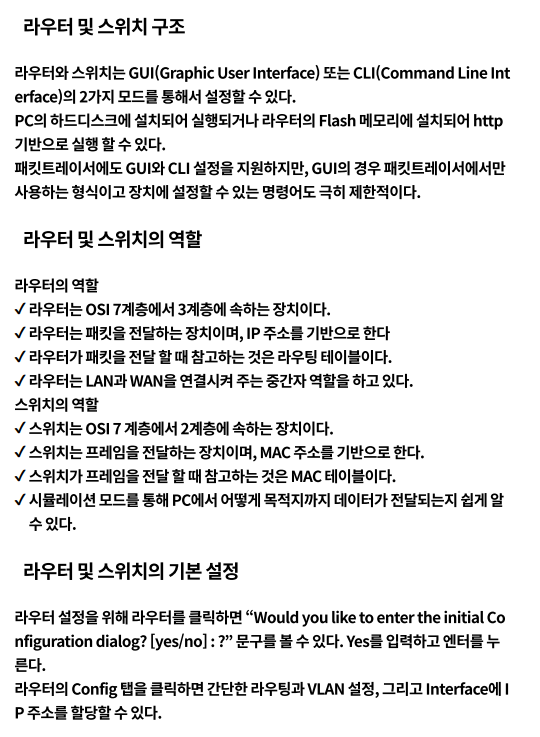 라우터 및 스위치 구조
라우터와 스위치는 GUI(Graphic User Interface) 또는 CLI(Command Line Int
erface)의 2가지 모드를 통해서 설정할 수 있다.
PC의 하드디스크에 설치되어 실행되거나 라우터의 Flash 메모리에 설치되어 http
기반으로 실행 할 수 있다.
패킷트레이서에도 GUI와 CLI 설정을 지원하지만, GUI의 경우 패킷트레이서에서만
사용하는 형식이고 장치에 설정할 수 있는 명령어도 극히 제한적이다.
라우터 및 스위치의 역할
라우터의 역할
✓ 라우터는 OSI 7계층에서 3계층에 속하는 장치이다.
✓ 라우터는 패킷을 전달하는 장치이며, IP 주소를 기반으로 한다
✓ 라우터가 패킷을 전달 할 때 참고하는 것은 라우팅 테이블이다.
✓ 라우터는 LAN과 WAN을 연결시켜 주는 중간자 역할을 하고 있다.
스위치의 역할
✓ 스위치는 OSI 7 계층에서 2계층에 속하는 장치이다.
✓ 스위치는 프레임을 전달하는 장치이며, MAC 주소를 기반으로 한다.
✓ 스위치가 프레임을 전달 할 때 참고하는 것은 MAC 테이블이다.
✓ 시뮬레이션 모드를 통해 PC에서 어떻게 목적지까지 데이터가 전달되는지 쉽게 알
수 있다.
라우터 및 스위치의 기본 설정
라우터 설정을 위해 라우터를 클릭하면 “Would you like to enter the initial Co
nfiguration dialog? [yes/no] : ?” 문구를 볼 수 있다. Yes를 입력하고 엔터를 누
른다.
라우터의 Config 탭을 클릭하면 간단한 라우팅과 VLAN 설정, 그리고 Interface에 I
P 주소를 할당할 수 있다.